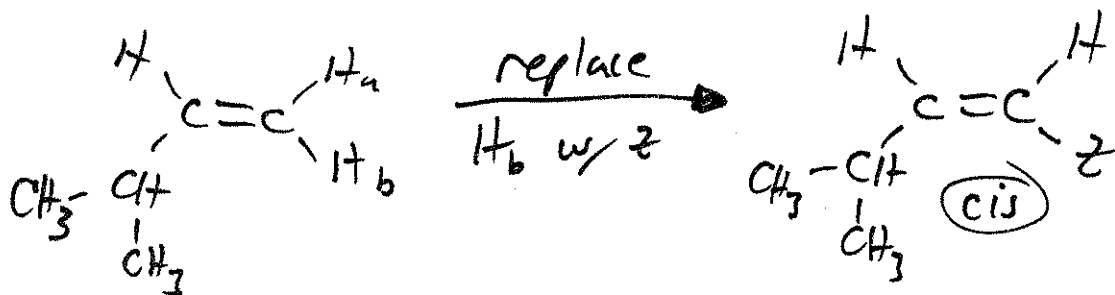 H Ha replace H H
C=C C=C
Hb w/ Z
CH3-CH Hb CH3-CH cis Z
CH3 CH3